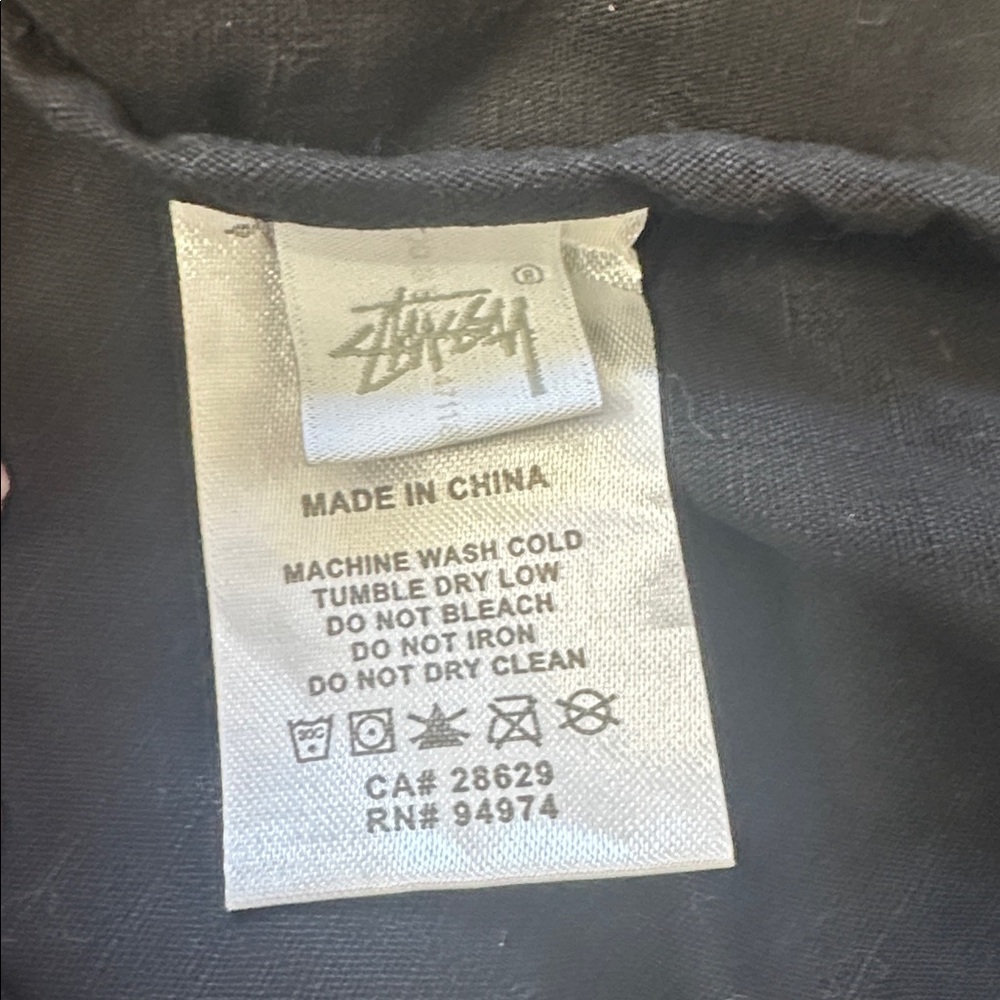 STÜSSY
®
MADE IN CHINA
MACHINE WASH COLD
TUMBLE DRY LOW
DO NOT BLEACH
DO NOT IRON
DO NOT DRY CLEAN
30C
CA# 28629
RN# 94974